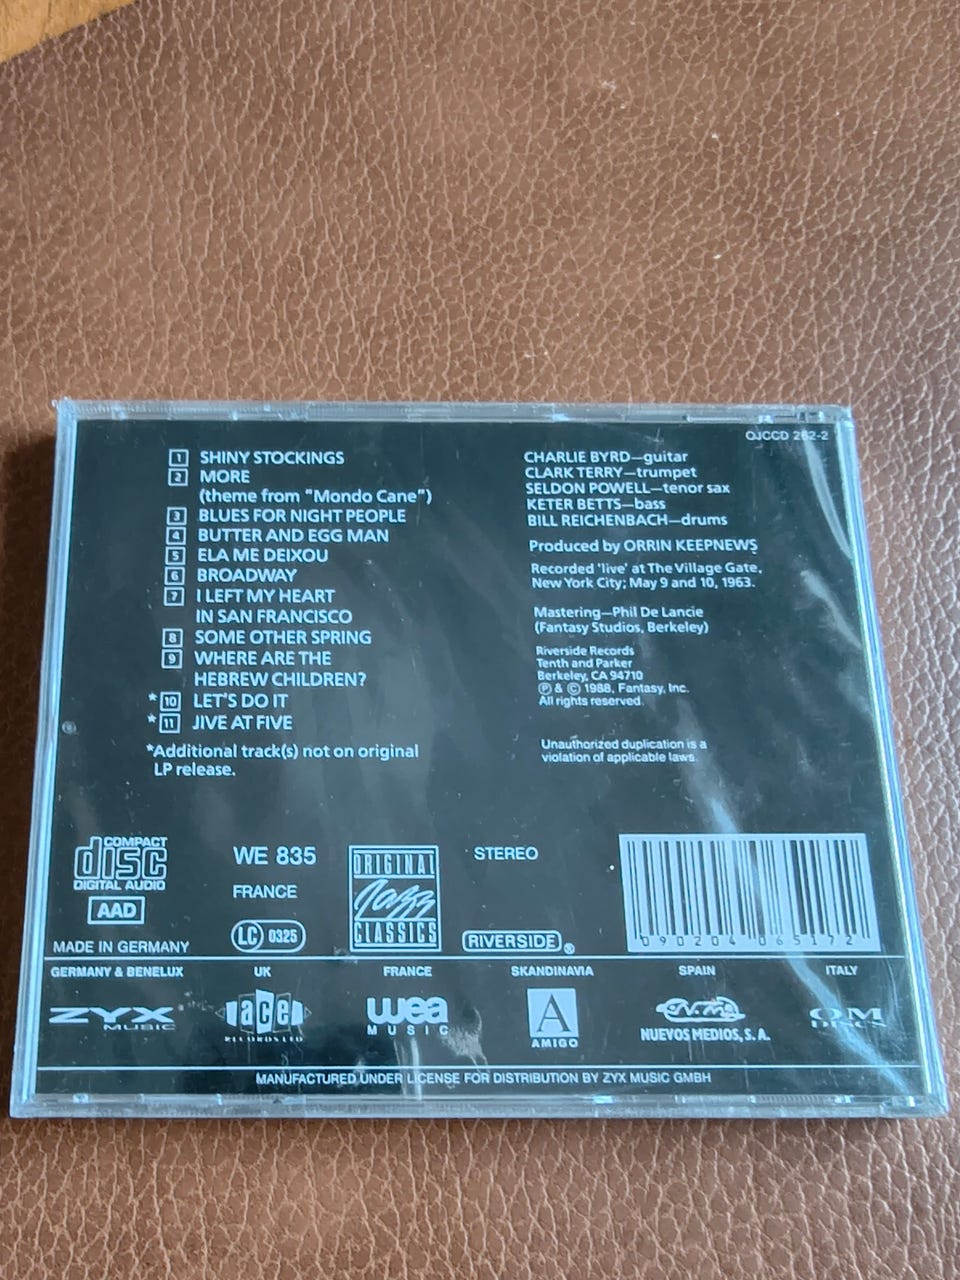 OJCCD 262-2
1 SHINY STOCKINGS
2 MORE
(theme from "Mondo Cane")
3 BLUES FOR NIGHT PEOPLE
4 BUTTER AND EGG MAN
5 ELA ME DEIXOU
6 BROADWAY
7 I LEFT MY HEART
IN SAN FRANCISCO
8 SOME OTHER SPRING
9 WHERE ARE THE
HEBREW CHILDREN?
* 10 LET'S DO IT
* 11 JIVE AT FIVE
*Additional track(s) not on original
LP release.
CHARLIE BYRD—guitar
CLARK TERRY—trumpet
SELDON POWELL—tenor sax
KETER BETTS—bass
BILL REICHENBACH—drums
Produced by ORRIN KEEPNEWS
Recorded 'live' at The Village Gate,
New York City; May 9 and 10, 1963.
Mastering—Phil De Lancie
(Fantasy Studios, Berkeley)
Riverside Records
Tenth and Parker
Berkeley, CA 94710
Ⓟ & © 1988, Fantasy, Inc.
All rights reserved.
Unauthorized duplication is a
violation of applicable laws.
COMPACT
disc
DIGITAL AUDIO
AAD
MADE IN GERMANY
WE 835
FRANCE
LC 0325
ORIGINAL
Jazz
CLASSICS
STEREO
RIVERSIDE®
090204 065172
GERMANY & BENELUX
ZYX
MUSIC
UK
ace
RECORDS LTD
FRANCE
wea
MUSIC
SKANDINAVIA
A
AMIGO
SPAIN
N.m.
NUEVOS MEDIOS, S.A.
ITALY
OM
DISCS
MANUFACTURED UNDER LICENSE FOR DISTRIBUTION BY ZYX MUSIC GMBH